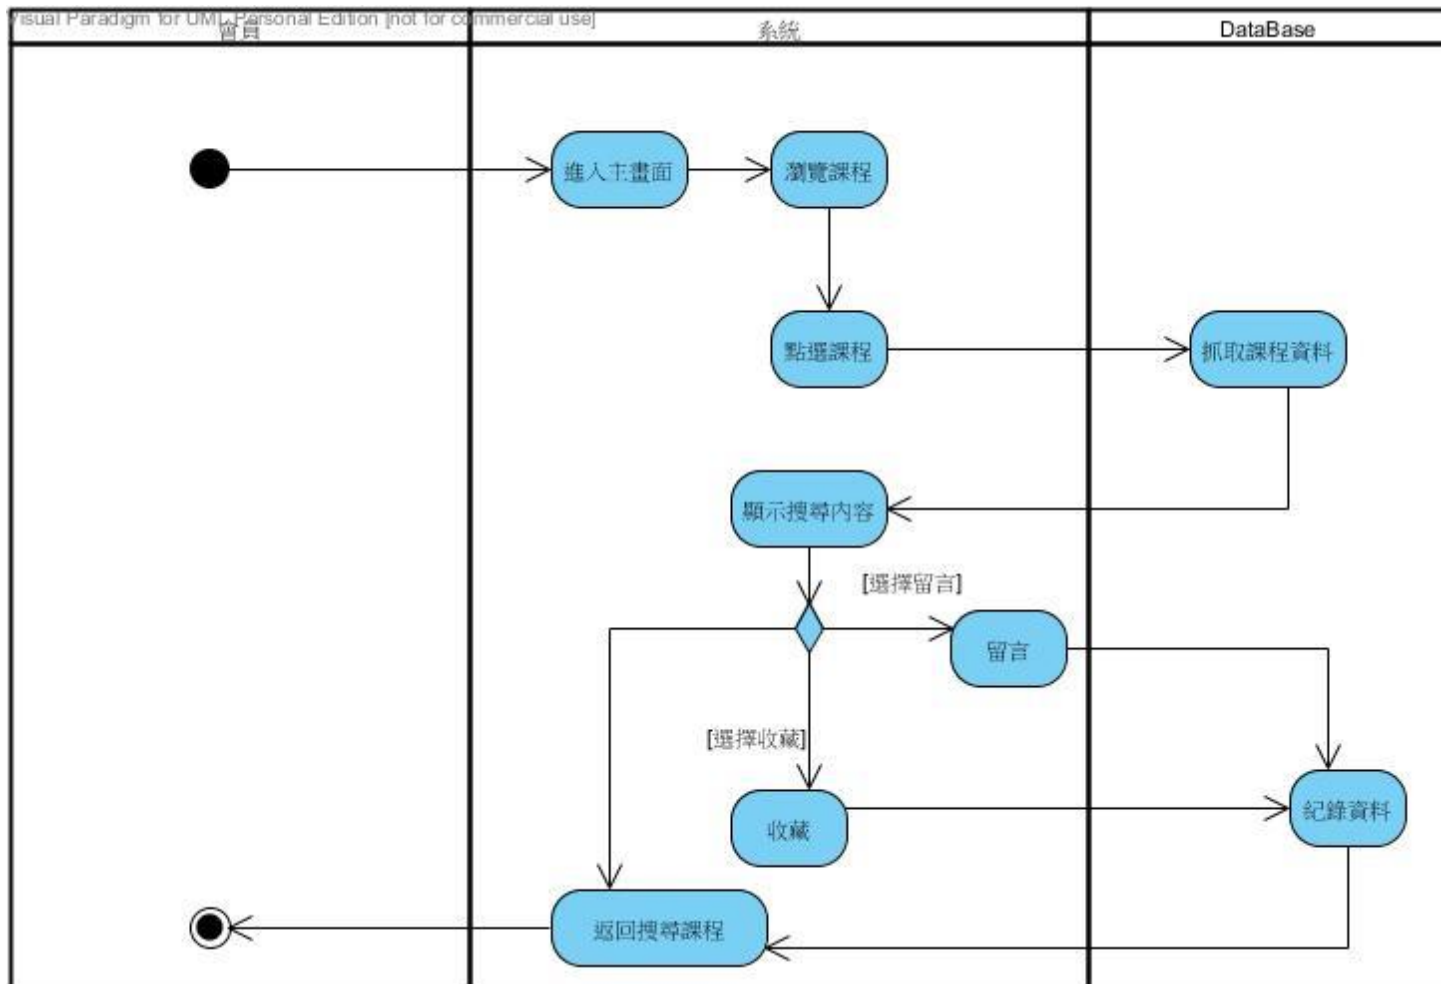 Visual Paradigm for UML Personal Edition [not for commercial use]
會員
系統
DataBase
進入主畫面
瀏覽課程
點選課程
抓取課程資料
顯示搜尋內容
[選擇留言]
留言
[選擇收藏]
收藏
紀錄資料
返回搜尋課程